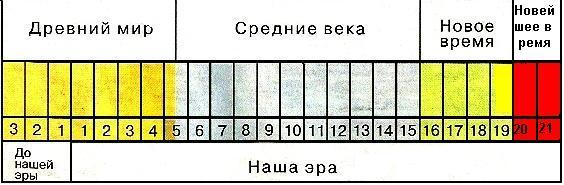 Древний мир
Средние века
Новое
время
Новей
шее в
ремя
3 2 1 1 2 3 4 5 6 7 8 9 10 11 12 13 14 15 16 17 18 19 20 21
До
нашей
эры
Наша эра